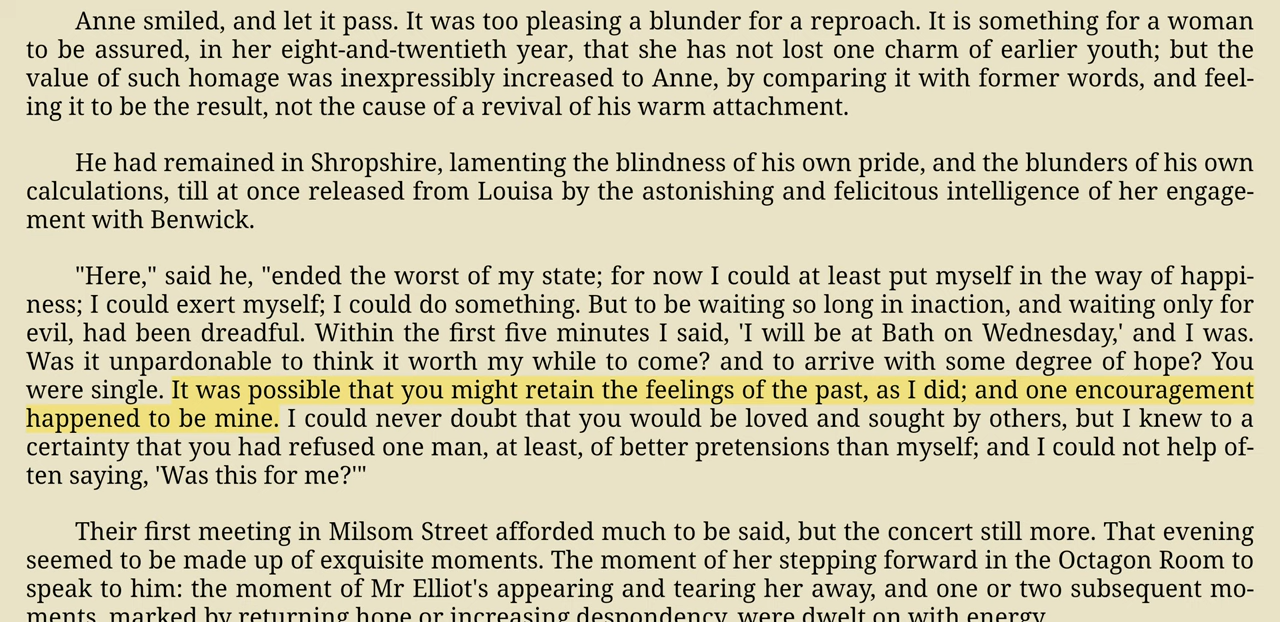 Anne smiled, and let it pass. It was too pleasing a blunder for a reproach. It is something for a woman
to be assured, in her eight-and-twentieth year, that she has not lost one charm of earlier youth; but the
value of such homage was inexpressibly increased to Anne, by comparing it with former words, and feel-
ing it to be the result, not the cause of a revival of his warm attachment.
He had remained in Shropshire, lamenting the blindness of his own pride, and the blunders of his own
calculations, till at once released from Louisa by the astonishing and felicitous intelligence of her engage-
ment with Benwick.
"Here," said he, "ended the worst of my state; for now I could at least put myself in the way of happi-
ness; I could exert myself; I could do something. But to be waiting so long in inaction, and waiting only for
evil, had been dreadful. Within the first five minutes I said, 'I will be at Bath on Wednesday,' and I was.
Was it unpardonable to think it worth my while to come? and to arrive with some degree of hope? You
were single. It was possible that you might retain the feelings of the past, as I did; and one encouragement
happened to be mine. I could never doubt that you would be loved and sought by others, but I knew to a
certainty that you had refused one man, at least, of better pretensions than myself; and I could not help of-
ten saying, 'Was this for me?'"
Their first meeting in Milsom Street afforded much to be said, but the concert still more. That evening
seemed to be made up of exquisite moments. The moment of her stepping forward in the Octagon Room to
speak to him: the moment of Mr Elliot's appearing and tearing her away, and one or two subsequent mo-
ments, marked by returning hope or increasing despondency, were dwelt on with energy.